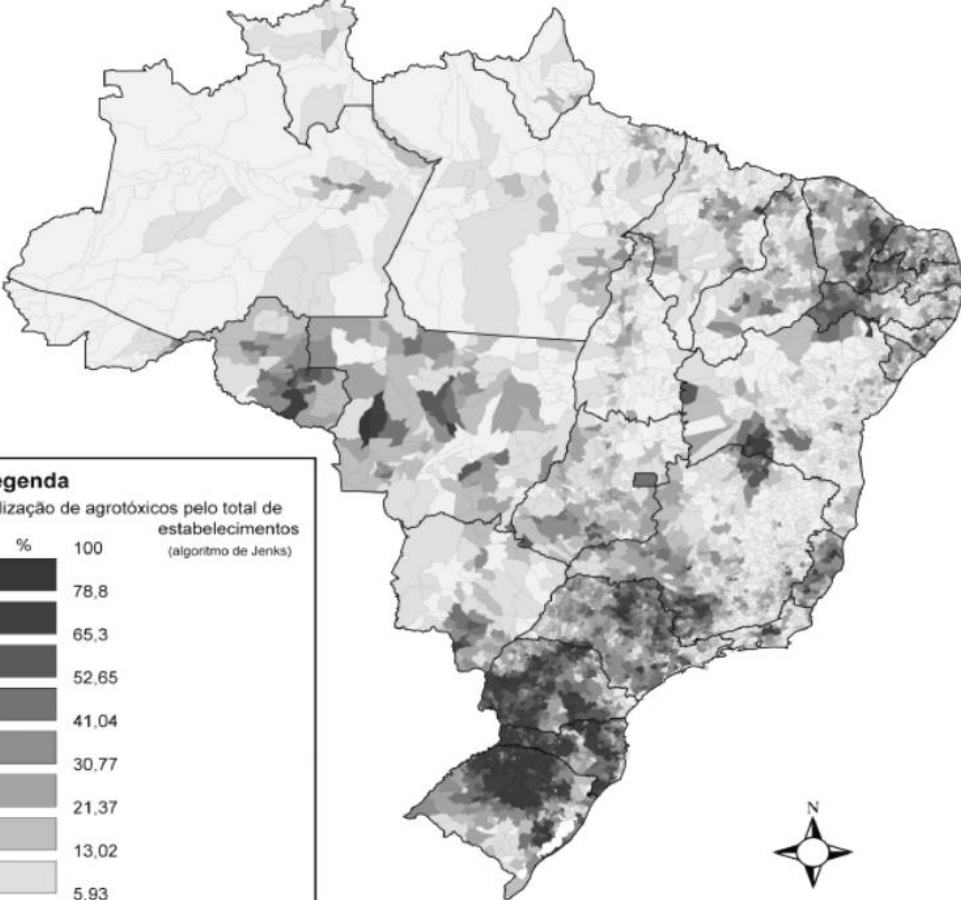 egenda
lização de agrotóxicos pelo total de
estabelecimentos
(algoritmo de Jenks)
% 100
78,8
65,3
52,65
41,04
30,77
21,37
13,02
5,93
N